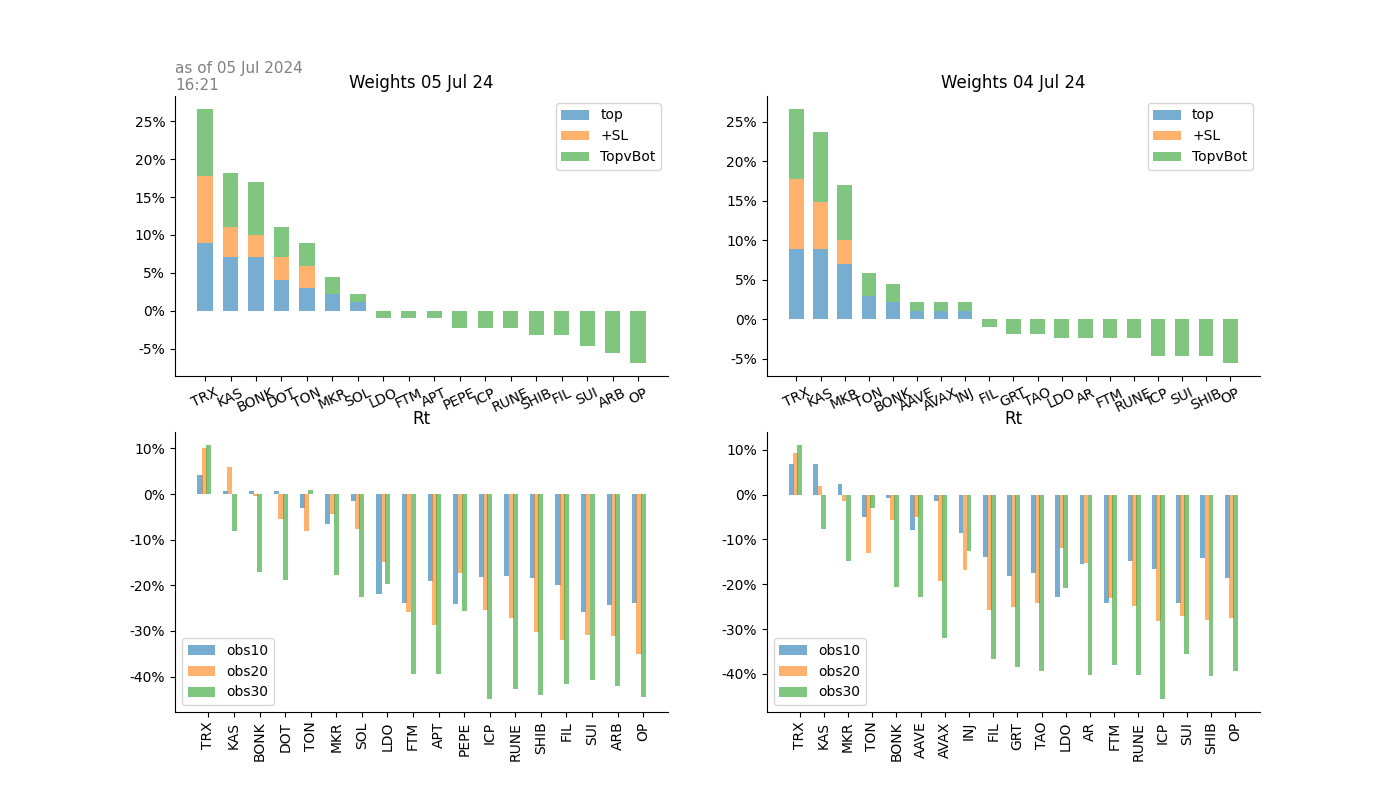 as of 05 Jul 2024
16:21
Weights 05 Jul 24
25%
20%
15%
10%
5%
0%
-5%
top
+SL
TopvBot
TRX KAS BONK DOT TON MKR SOL LDO FTM APT PEPE ICP RUNE SHIB FIL SUI ARB OP
Weights 04 Jul 24
25%
20%
15%
10%
5%
0%
-5%
top
+SL
TopvBot
TRX KAS MKR TON BONK AAVE AVAX INJ FIL GRT TAO LDO AR FTM RUNE ICP SUI SHIB OP
Rt
10%
0%
-10%
-20%
-30%
-40%
obs10
obs20
obs30
TRX KAS BONK DOT TON MKR SOL LDO FTM APT PEPE ICP RUNE SHIB FIL SUI ARB OP
Rt
10%
0%
-10%
-20%
-30%
-40%
obs10
obs20
obs30
TRX KAS MKR TON BONK AAVE AVAX INJ FIL GRT TAO LDO AR FTM RUNE ICP SUI SHIB OP